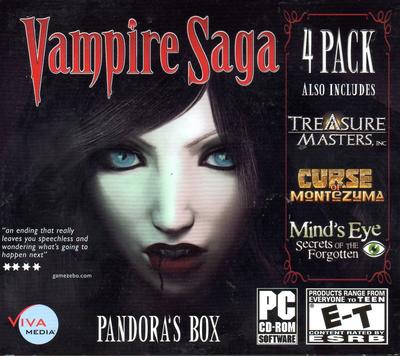 Vampire Saga
4 PACK
ALSO INCLUDES
TREASURE
MASTERS, INC
CURSE
OF
MONTEZUMA
Mind's Eye
SECRETS OF THE
FORGOTTEN
"an ending that really
leaves you speechless and
wondering what's going to
happen next"
★★★★
gamezebo.com
VIVA
MEDIA
PANDORA'S BOX
PC
CD-ROM
SOFTWARE
PRODUCTS RANGE FROM
EVERYONE TO TEEN
E-T
CONTENT RATED BY
ESRB